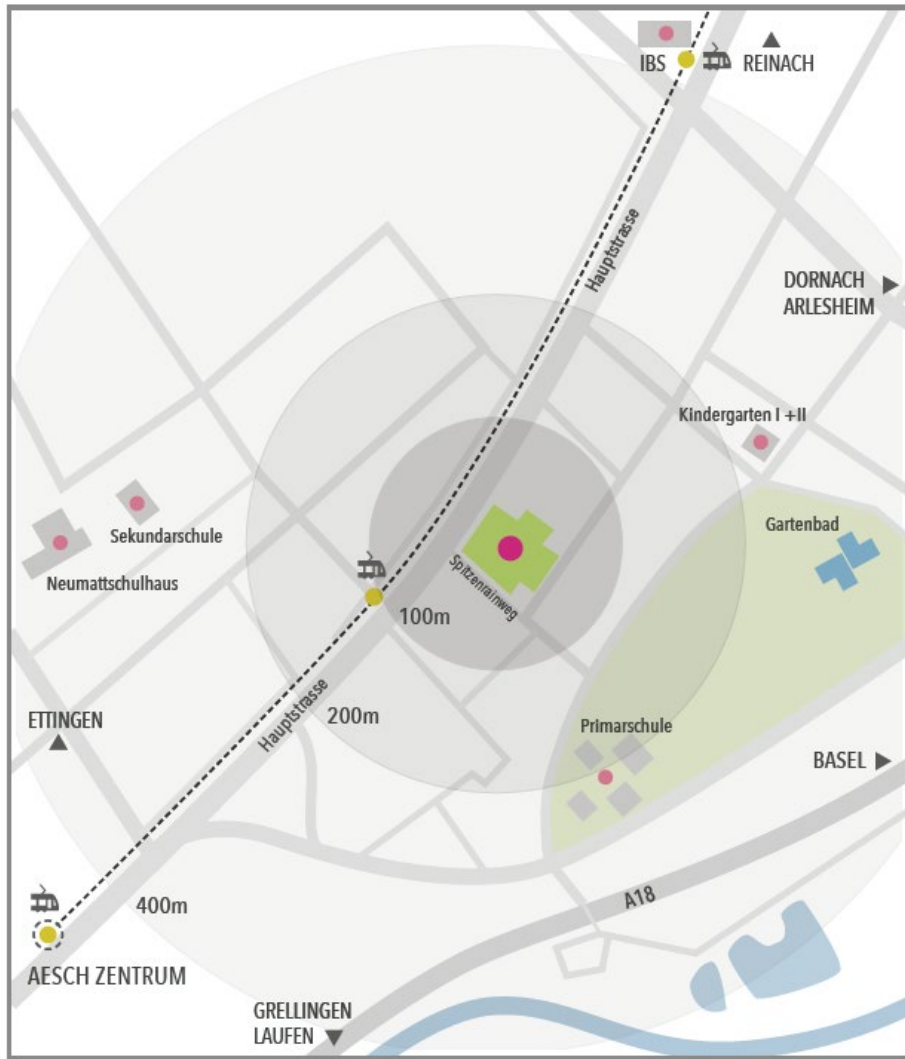 IBS
REINACH
Hauptstrasse
DORNACH
ARLESHEIM
Kindergarten I +II
Gartenbad
Sekundarschule
Neumattschulhaus
Spitzenrainweg
100m
Hauptstrasse
200m
ETTINGEN
Primarschule
BASEL
400m
A18
AESCH ZENTRUM
GRELLINGEN
LAUFEN